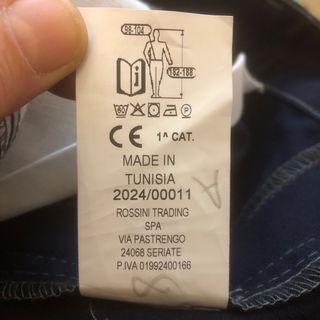 98-104
182-188
CE 1^ CAT.
MADE IN
TUNISIA
2024/00011
ROSSINI TRADING
SPA
VIA PASTRENGO
24068 SERIATE
P.IVA 01992400166
A